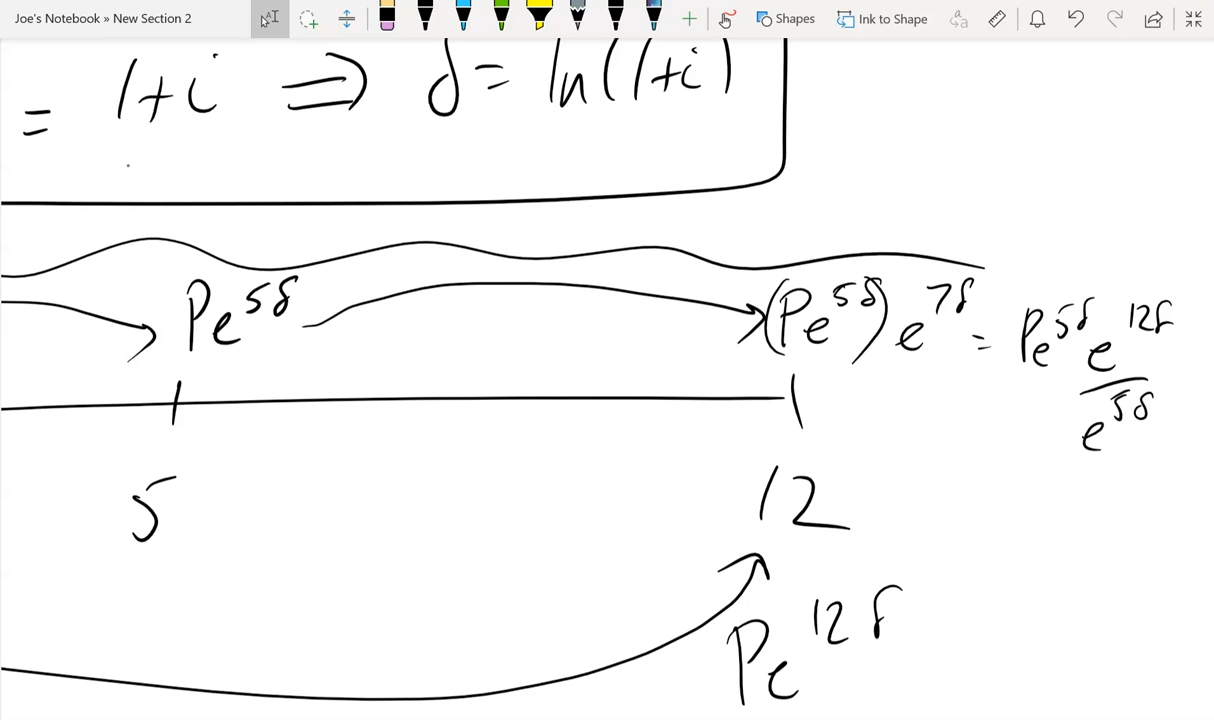 Joe's Notebook » New Section 2
Shapes
Ink to Shape
= 1+i ⇒ δ = ln(1+i)
Pe^{5δ} (Pe^{5δ})e^{7δ} = Pe^{5δ} e^{12δ} / e^{5δ}
5 12
Pe^{12δ}